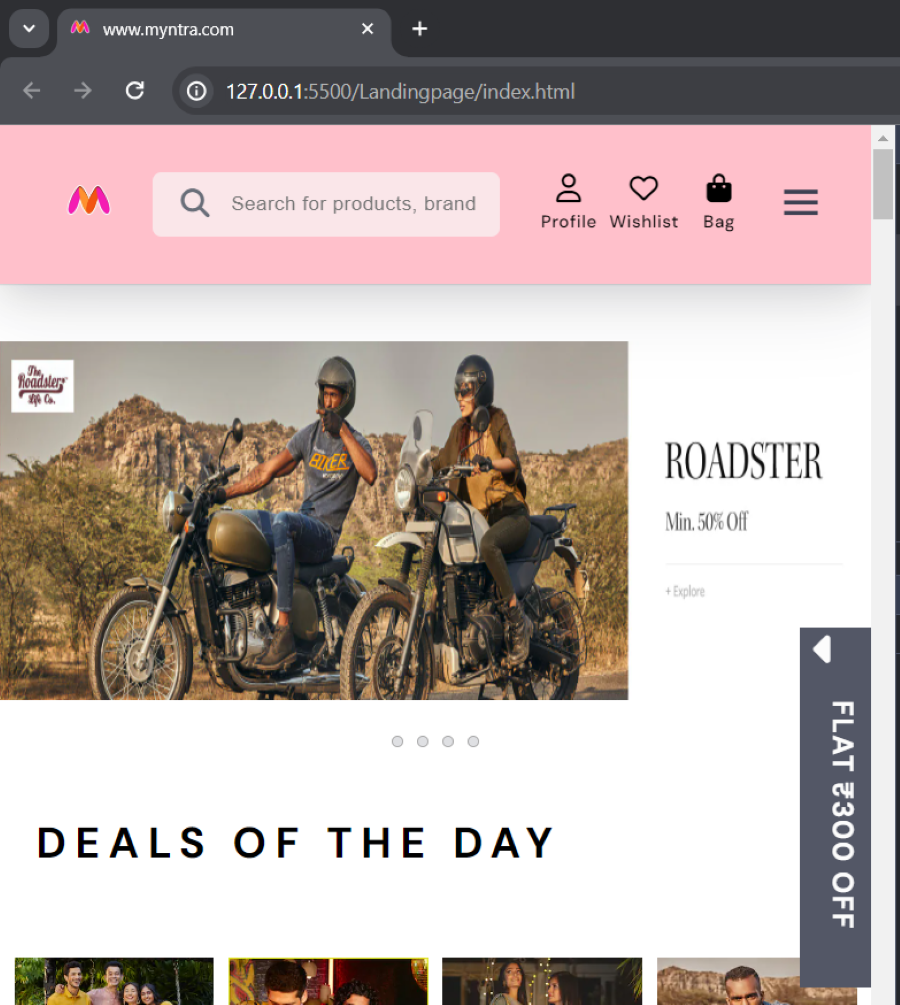 www.myntra.com
127.0.0.1:5500/Landingpage/index.html
Search for products, brand
Profile Wishlist Bag
The
Roadster
Life Co.
BIKER
ROADSTER
Min. 50% Off
+ Explore
FLAT ₹300 OFF
DEALS OF THE DAY